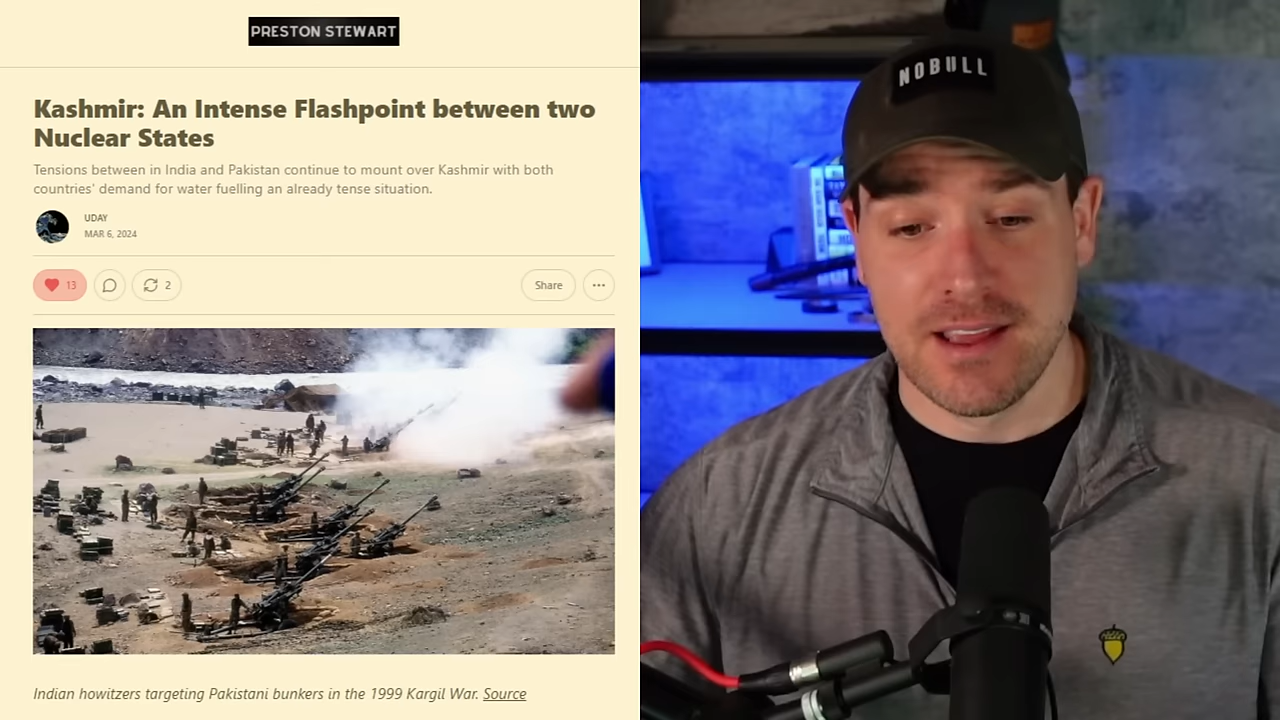 PRESTON STEWART
Kashmir: An Intense Flashpoint between two
Nuclear States
Tensions between in India and Pakistan continue to mount over Kashmir with both
countries' demand for water fuelling an already tense situation.
UDAY
MAR 6, 2024
13
2
Share
Indian howitzers targeting Pakistani bunkers in the 1999 Kargil War. Source
NOBULL